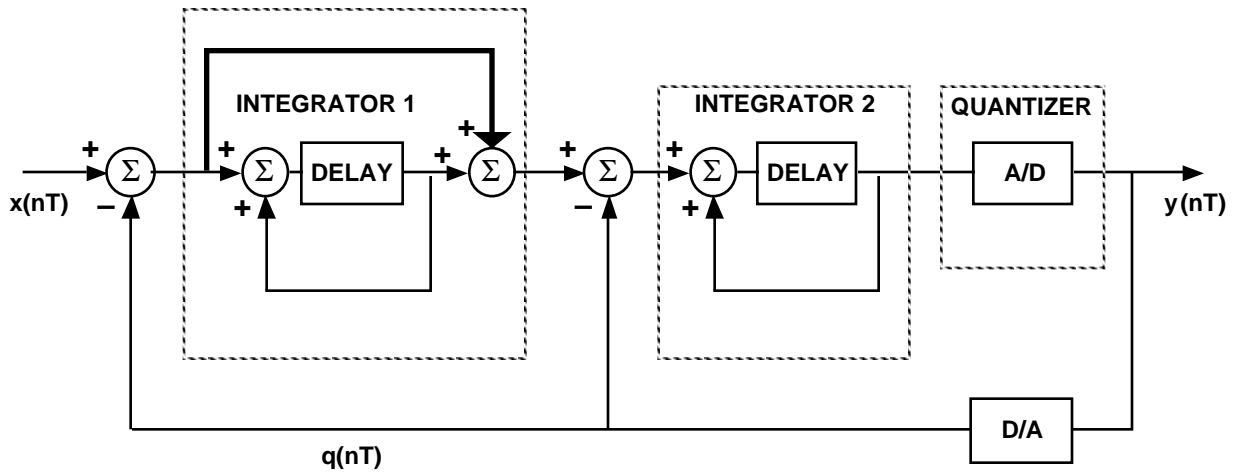 INTEGRATOR 1
INTEGRATOR 2
QUANTIZER
+
+
+
+
+
+
Σ
Σ
DELAY
Σ
Σ
Σ
DELAY
A/D
x(nT)
−
+
−
+
y(nT)
D/A
q(nT)